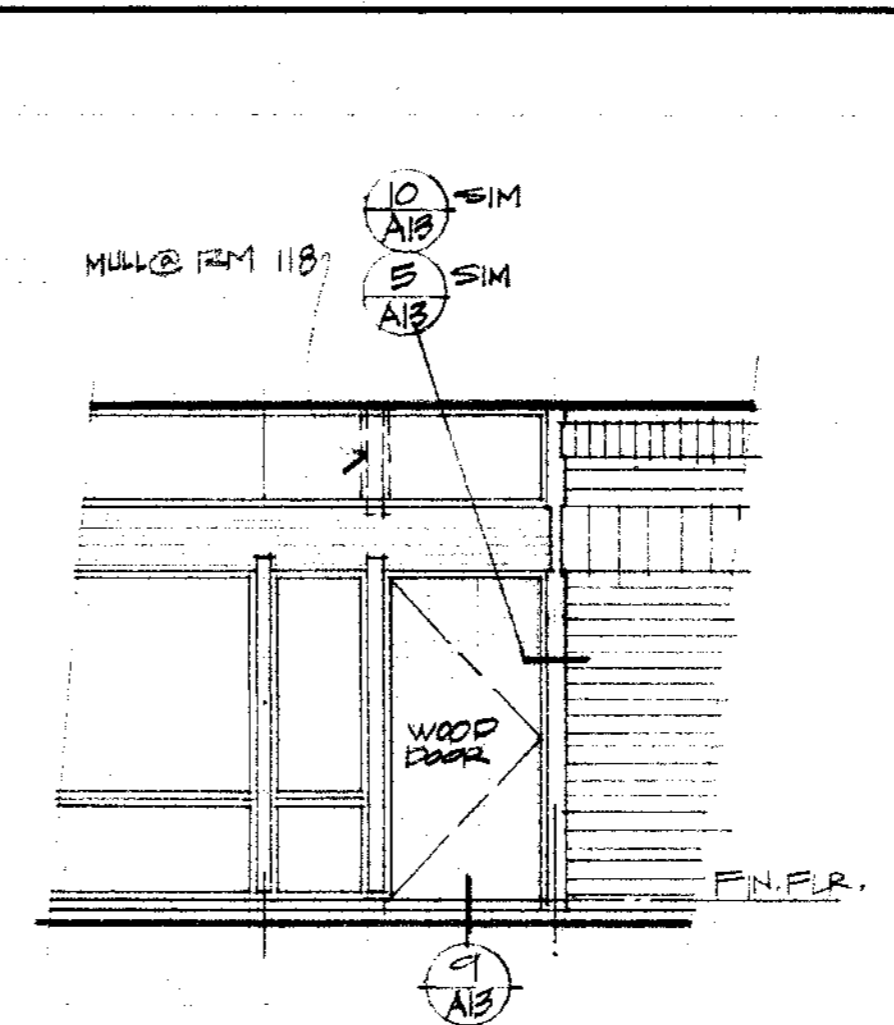 10 SIM
A13
MULL@ RM 118
5 SIM
A13
WOOD
DOOR
FIN. FLR.
9
A13